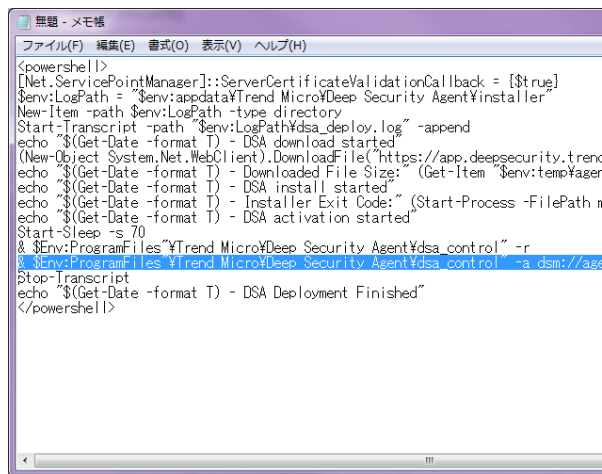 無題 - メモ帳
ファイル(F) 編集(E) 書式(O) 表示(V) ヘルプ(H)
<powershell>
[Net.ServicePointManager]::ServerCertificateValidationCallback = {$true}
$env:LogPath = "$env:appdata¥Trend Micro¥Deep Security Agent¥installer"
New-Item -path $env:LogPath -type directory
Start-Transcript -path "$env:LogPath¥dsa_deploy.log" -append
echo "$(Get-Date -format T) - DSA download started"
(New-Object System.Net.WebClient).DownloadFile("https://app.deepsecurity.trend
echo "$(Get-Date -format T) - Downloaded File Size:" (Get-Item "$env:temp¥agen
echo "$(Get-Date -format T) - DSA install started"
echo "$(Get-Date -format T) - Installer Exit Code:" (Start-Process -FilePath m
echo "$(Get-Date -format T) - DSA activation started"
Start-Sleep -s 70
& $Env:ProgramFiles"¥Trend Micro¥Deep Security Agent¥dsa_control" -r
& $Env:ProgramFiles"¥Trend Micro¥Deep Security Agent¥dsa_control" -a dsm://age
Stop-Transcript
echo "$(Get-Date -format T) - DSA Deployment Finished"
</powershell>